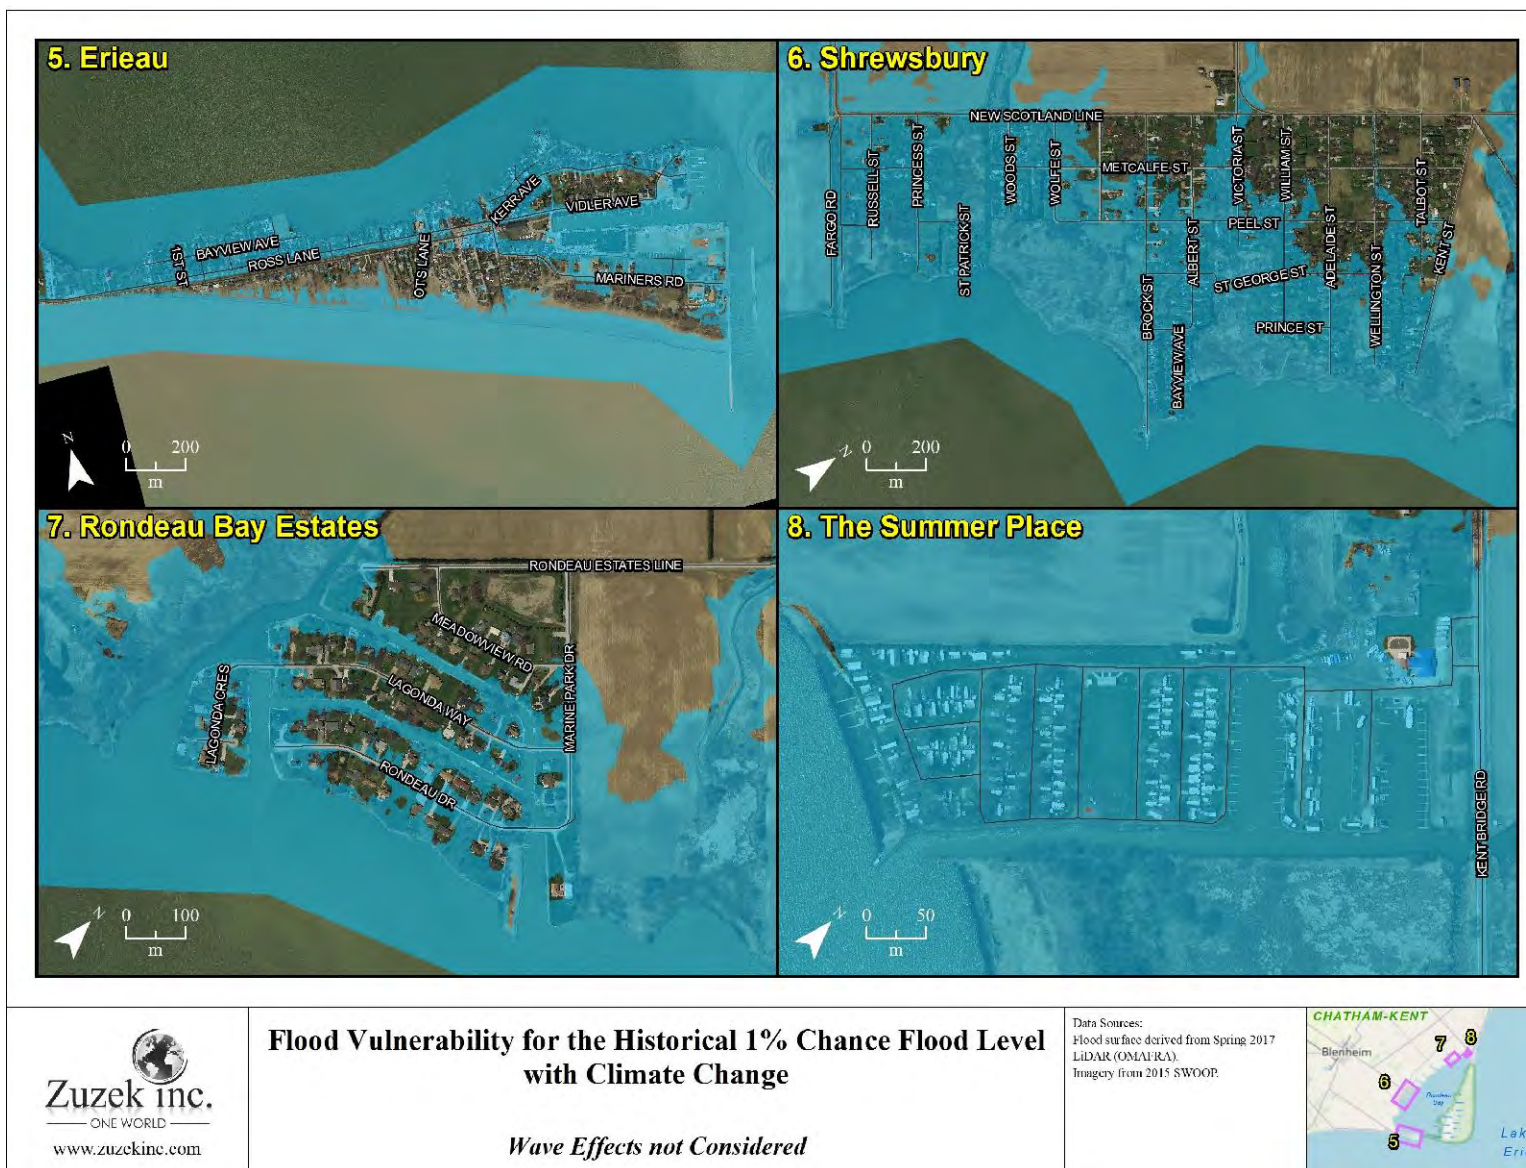 5. Erieau
KERR AVE
VIDLER AVE
1ST ST
BAYVIEW AVE
ROSS LANE
OTS LANE
MARINERS RD
N
0 200
m
6. Shrewsbury
NEW SCOTLAND LINE
FARGO RD
RUSSELL ST
PRINCESS ST
ST PATRICK ST
WOODS ST
WOLFE ST
METCALFE ST
BROCK ST
BAYVIEW AVE
ALBERT ST
VICTORIA ST
PEEL ST
WILLIAM ST
ST GEORGE ST
PRINCE ST
ADELAIDE ST
WELLINGTON ST
TALBOT ST
KENT ST
N
0 200
m
7. Rondeau Bay Estates
RONDEAU ESTATES LINE
MEADOWVIEW RD
LAGONDA ACRES
LAGONDA WAY
MARINE PARK DR
RONDEAU DR
N
0 100
m
8. The Summer Place
KENT BRIDGE RD
N
0 50
m
Zuzek inc.
ONE WORLD
www.zuzekinc.com
Flood Vulnerability for the Historical 1% Chance Flood Level
with Climate Change
Wave Effects not Considered
Data Sources:
Flood surface derived from Spring 2017
LiDAR (OMAFRA).
Imagery from 2015 SWOOP.
CHATHAM-KENT
Blenheim
7
8
6
Rondeau
Bay
5
Lak
Eri